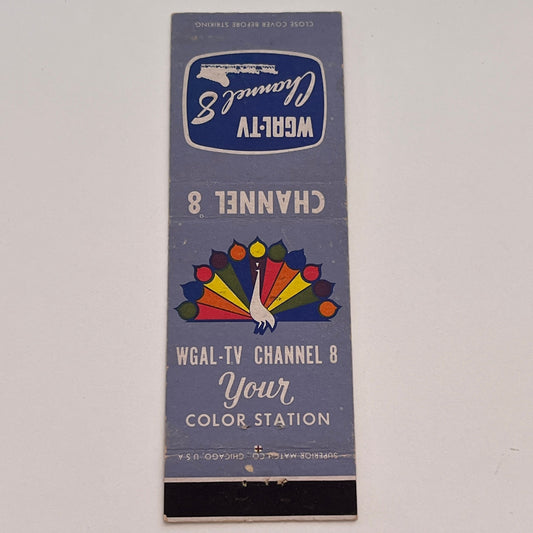 CLOSE COVER BEFORE STRIKING
WGAL-TV
Channel 8
CHANNEL 8
WGAL-TV CHANNEL 8
Your
COLOR STATION
SUPERIOR MATCH CO. CHICAGO, U.S.A